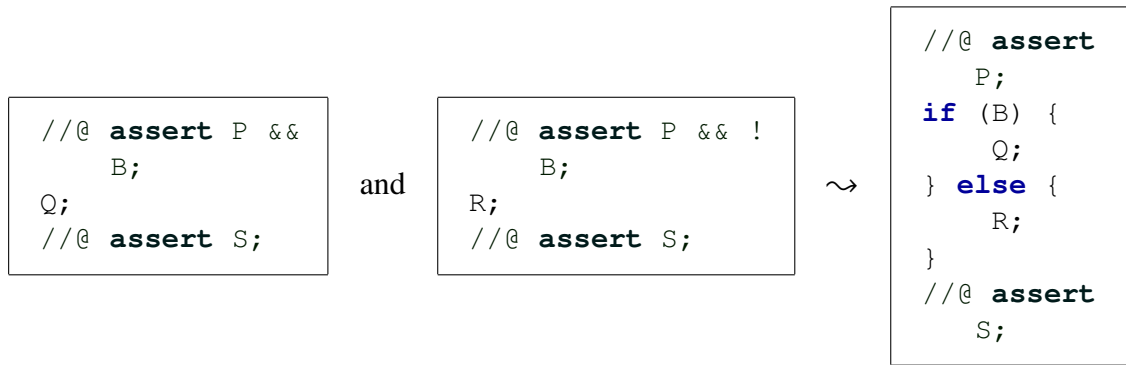 //@ assert P &&
B;
Q;
//@ assert S;
and
//@ assert P && !
B;
R;
//@ assert S;
⇝
//@ assert
P;
if (B) {
Q;
} else {
R;
}
//@ assert
S;